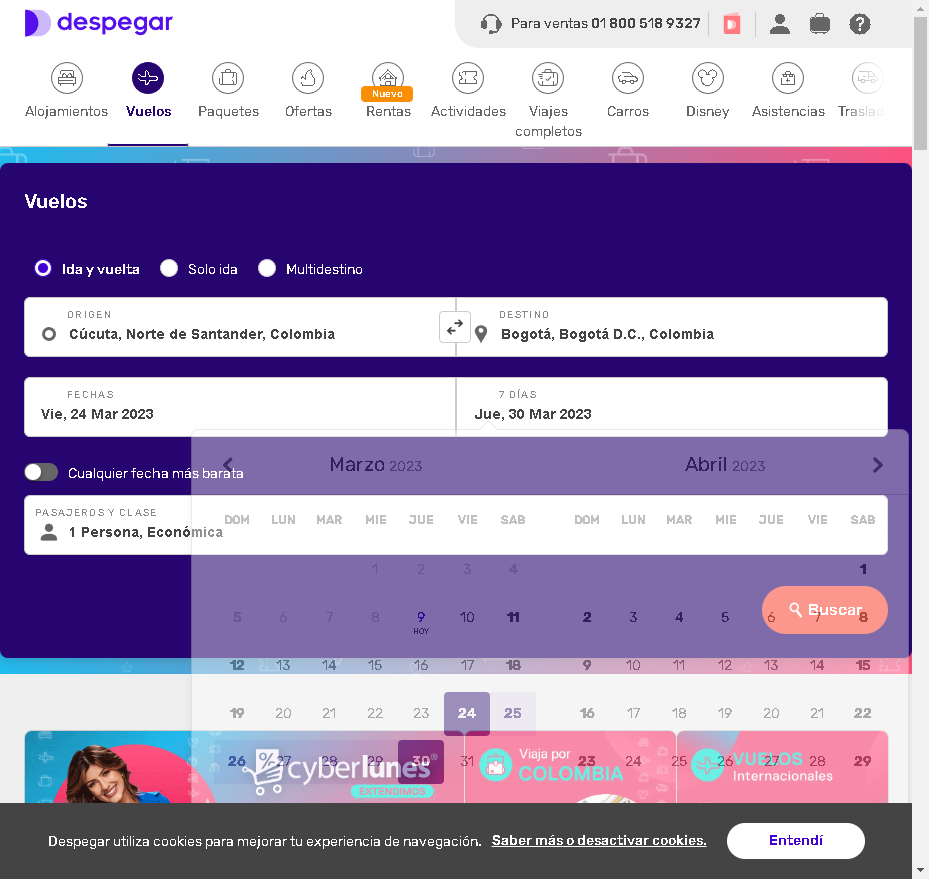 despegar
Para ventas 01 800 518 9327
Alojamientos
Vuelos
Paquetes
Ofertas
Nuevo
Rentas
Actividades
Viajes
completos
Carros
Disney
Asistencias
Traslad
Vuelos
Ida y vuelta
Solo ida
Multidestino
ORIGEN
Cúcuta, Norte de Santander, Colombia
DESTINO
Bogotá, Bogotá D.C., Colombia
FECHAS
Vie, 24 Mar 2023
7 DÍAS
Jue, 30 Mar 2023
Cualquier fecha más barata
Marzo 2023
Abril 2023
PASAJEROS Y CLASE
1 Persona, Económica
DOM LUN MAR MIE JUE VIE SAB
DOM LUN MAR MIE JUE VIE SAB
1 2 3 4
1
5 6 7 8 9 10 11
HOY
2 3 4 5 6 7 8
Buscar
12 13 14 15 16 17 18
9 10 11 12 13 14 15
19 20 21 22 23 24 25
16 17 18 19 20 21 22
26 27 28 29 30 31
23 24 25 26 27 28 29
cyberlunes
EXTENDIMOS
Viaja por
COLOMBIA
VUELOS
Internacionales
Despegar utiliza cookies para mejorar tu experiencia de navegación. Saber más o desactivar cookies.
Entendí